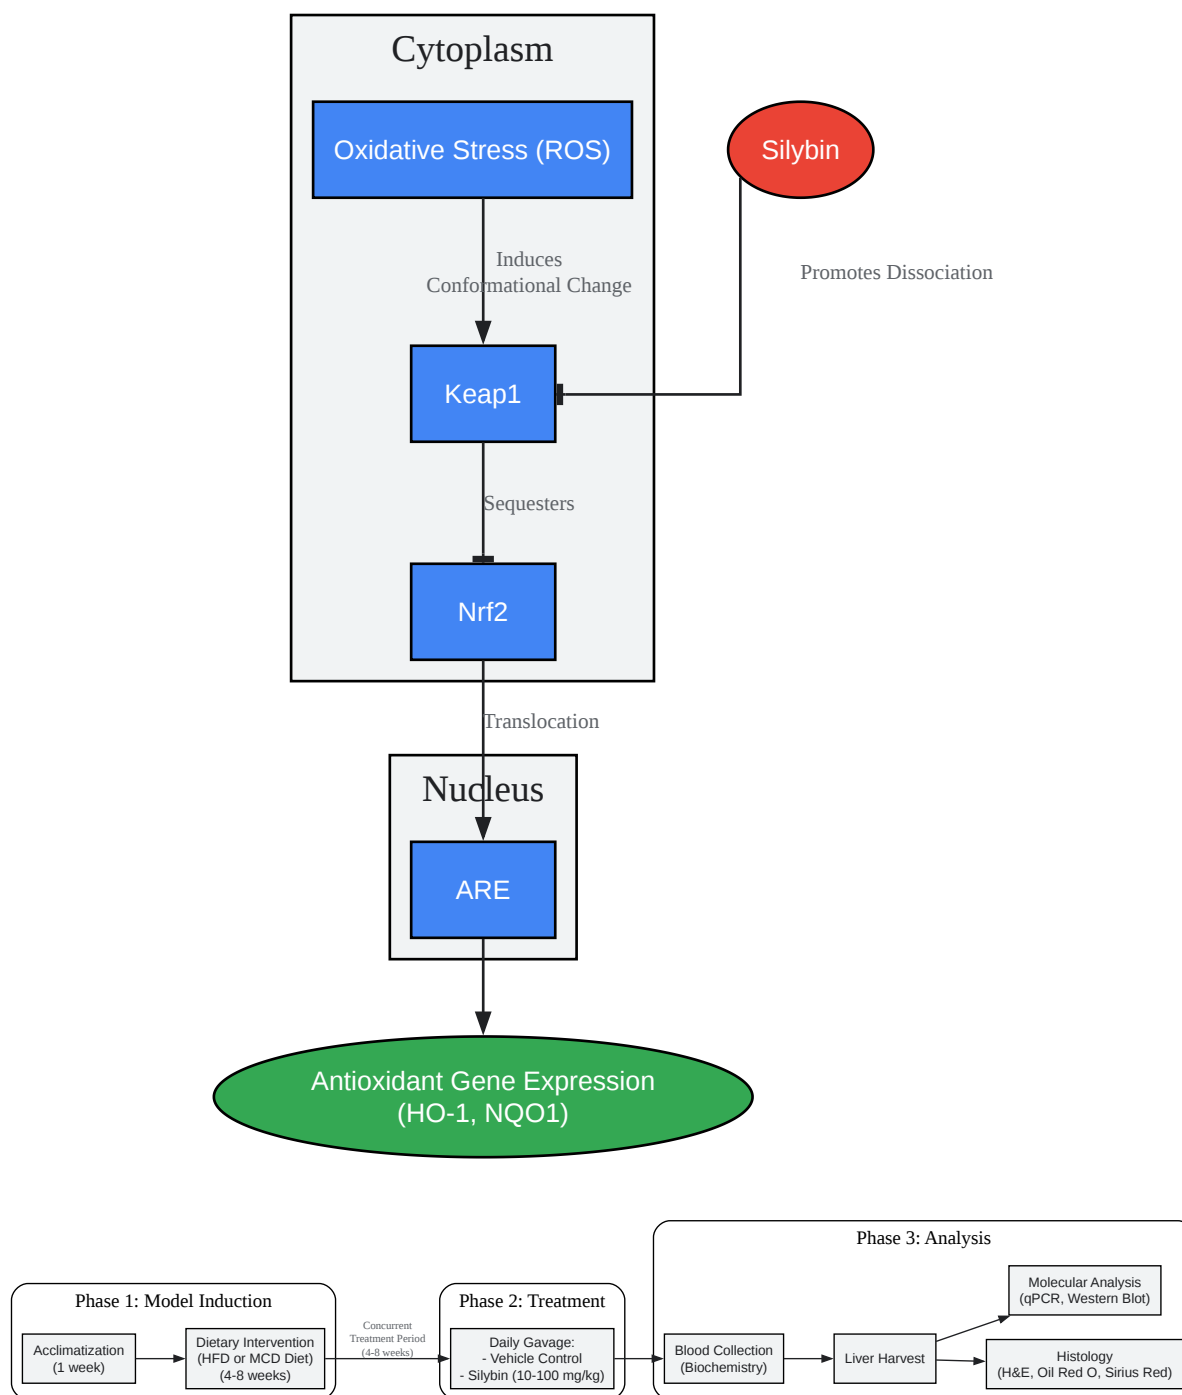 Cytoplasm
Oxidative Stress (ROS)
Silybin
Induces
Conformational Change
Promotes Dissociation
Keap1
Sequesters
Nrf2
Translocation
Nucleus
ARE
Antioxidant Gene Expression
(HO-1, NQO1)
Phase 1: Model Induction
Acclimatization
(1 week)
Dietary Intervention
(HFD or MCD Diet)
(4-8 weeks)
Concurrent
Treatment Period
(4-8 weeks)
Phase 2: Treatment
Daily Gavage:
- Vehicle Control
- Silybin (10-100 mg/kg)
Phase 3: Analysis
Blood Collection
(Biochemistry)
Liver Harvest
Molecular Analysis
(qPCR, Western Blot)
Histology
(H&E, Oil Red O, Sirius Red)